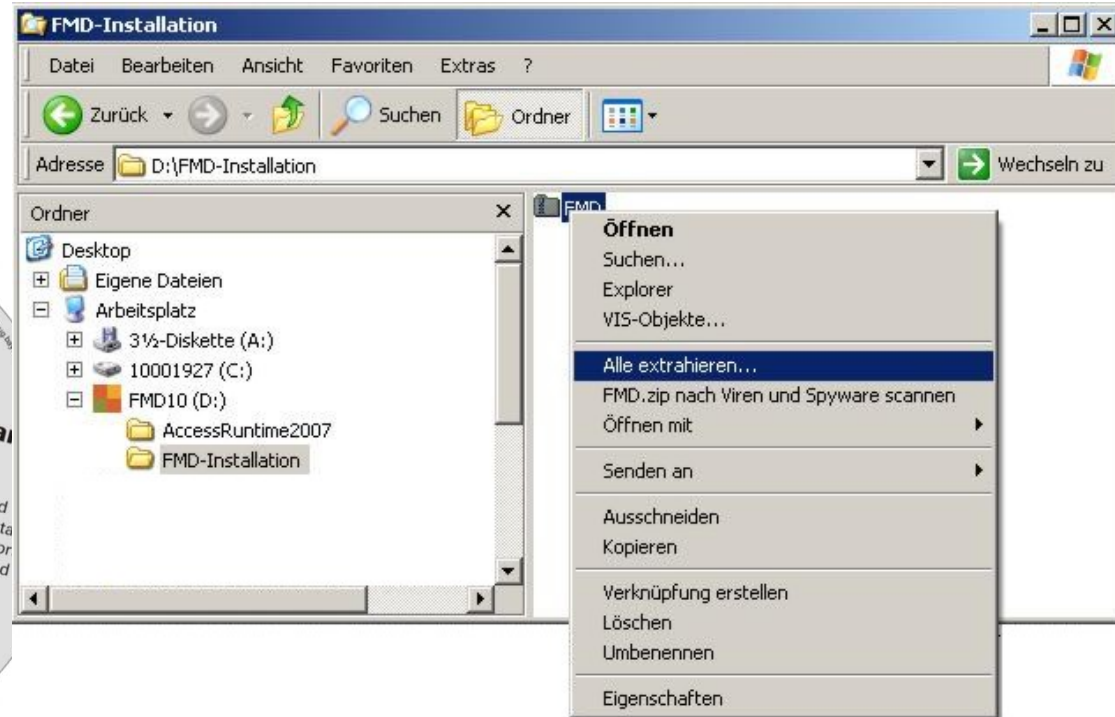 FMD-Installation
Datei Bearbeiten Ansicht Favoriten Extras ?
Zurück Suchen Ordner
Adresse D:\FMD-Installation Wechseln zu
Ordner
Desktop
Eigene Dateien
Arbeitsplatz
3½-Diskette (A:)
10001927 (C:)
FMD10 (D:)
AccessRuntime2007
FMD-Installation
FMD
Öffnen
Suchen...
Explorer
VIS-Objekte...
Alle extrahieren...
FMD.zip nach Viren und Spyware scannen
Öffnen mit
Senden an
Ausschneiden
Kopieren
Verknüpfung erstellen
Löschen
Umbenennen
Eigenschaften